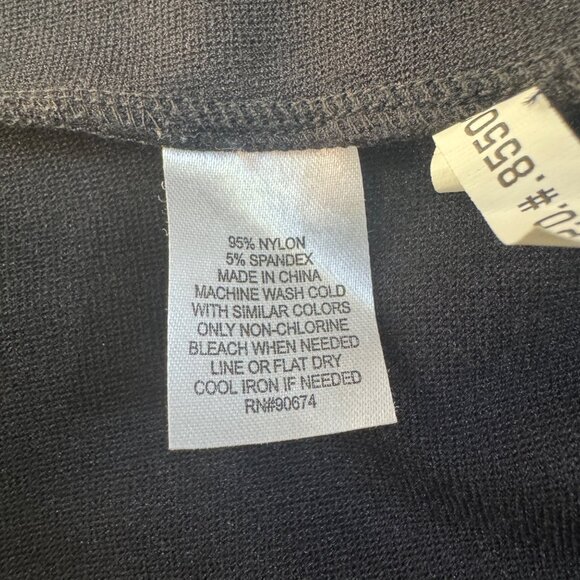 95% NYLON
5% SPANDEX
MADE IN CHINA
MACHINE WASH COLD
WITH SIMILAR COLORS
ONLY NON-CHLORINE
BLEACH WHEN NEEDED
LINE OR FLAT DRY
COOL IRON IF NEEDED
RN#90674
.O. #.8550